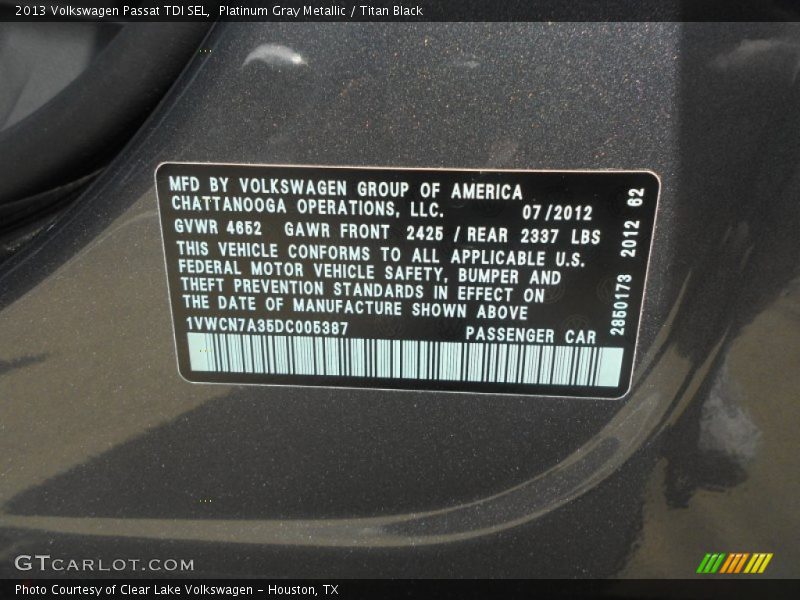 2013 Volkswagen Passat TDI SEL,  Platinum Gray Metallic / Titan Black
MFD BY VOLKSWAGEN GROUP OF AMERICA
CHATTANOOGA OPERATIONS, LLC. 07/2012
GVWR 4652 GAWR FRONT 2425 / REAR 2337 LBS
THIS VEHICLE CONFORMS TO ALL APPLICABLE U.S.
FEDERAL MOTOR VEHICLE SAFETY, BUMPER AND
THEFT PREVENTION STANDARDS IN EFFECT ON
THE DATE OF MANUFACTURE SHOWN ABOVE
1VWCN7A35DC005387 PASSENGER CAR
2850173 2012 62
GTCARLOT.COM
Photo Courtesy of Clear Lake Volkswagen - Houston, TX